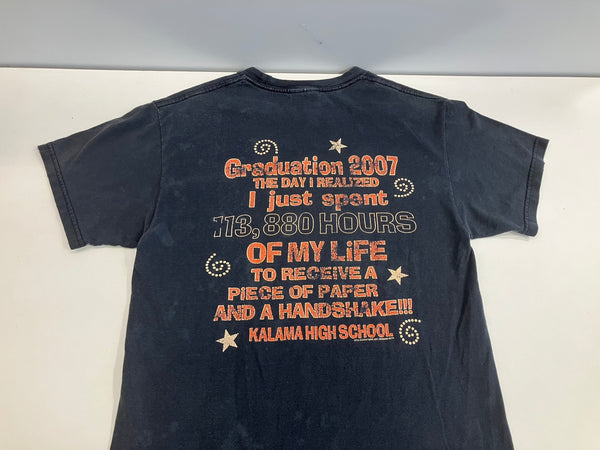 Graduation 2007
THE DAY I REALIZED
I just spent
113,880 HOURS
OF MY LIFE
TO RECEIVE A
PIECE OF PAPER
AND A HANDSHAKE!!!
KALAMA HIGH SCHOOL